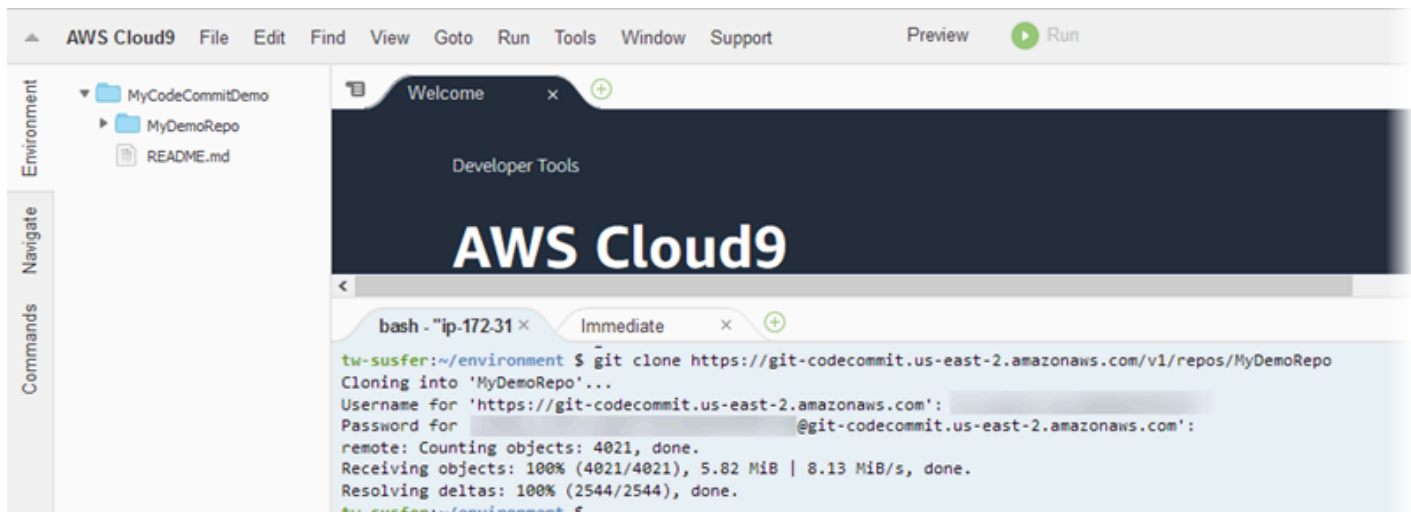 AWS Cloud9 File Edit Find View Goto Run Tools Window Support Preview Run
Environment
Navigate
Commands
MyCodeCommitDemo
MyDemoRepo
README.md
Welcome
Developer Tools
AWS Cloud9
bash - "ip-172-31 Immediate
tw-susfer:~/environment $ git clone https://git-codecommit.us-east-2.amazonaws.com/v1/repos/MyDemoRepo
Cloning into 'MyDemoRepo'...
Username for 'https://git-codecommit.us-east-2.amazonaws.com':
Password for @git-codecommit.us-east-2.amazonaws.com':
remote: Counting objects: 4021, done.
Receiving objects: 100% (4021/4021), 5.82 MiB | 8.13 MiB/s, done.
Resolving deltas: 100% (2544/2544), done.
tw-susfer:~/environment $